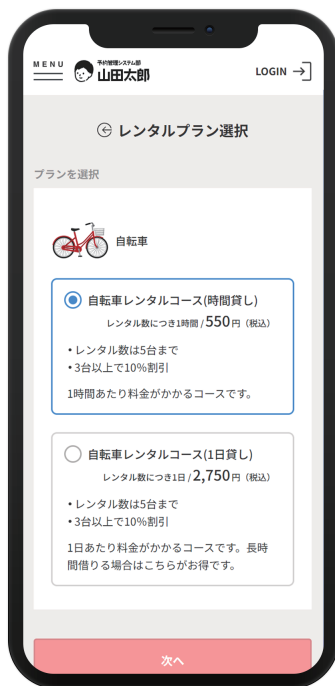 MENU
予約管理システム部
山田太郎
LOGIN
レンタルプラン選択
プランを選択
自転車
自転車レンタルコース(時間貸し)
レンタル数につき1時間 / 550 円（税込）
• レンタル数は5台まで
• 3台以上で10%割引
1時間あたり料金がかかるコースです。
自転車レンタルコース(1日貸し)
レンタル数につき1日 / 2,750 円（税込）
• レンタル数は5台まで
• 3台以上で10%割引
1日あたり料金がかかるコースです。長時
間借りる場合はこちらがお得です。
次へ